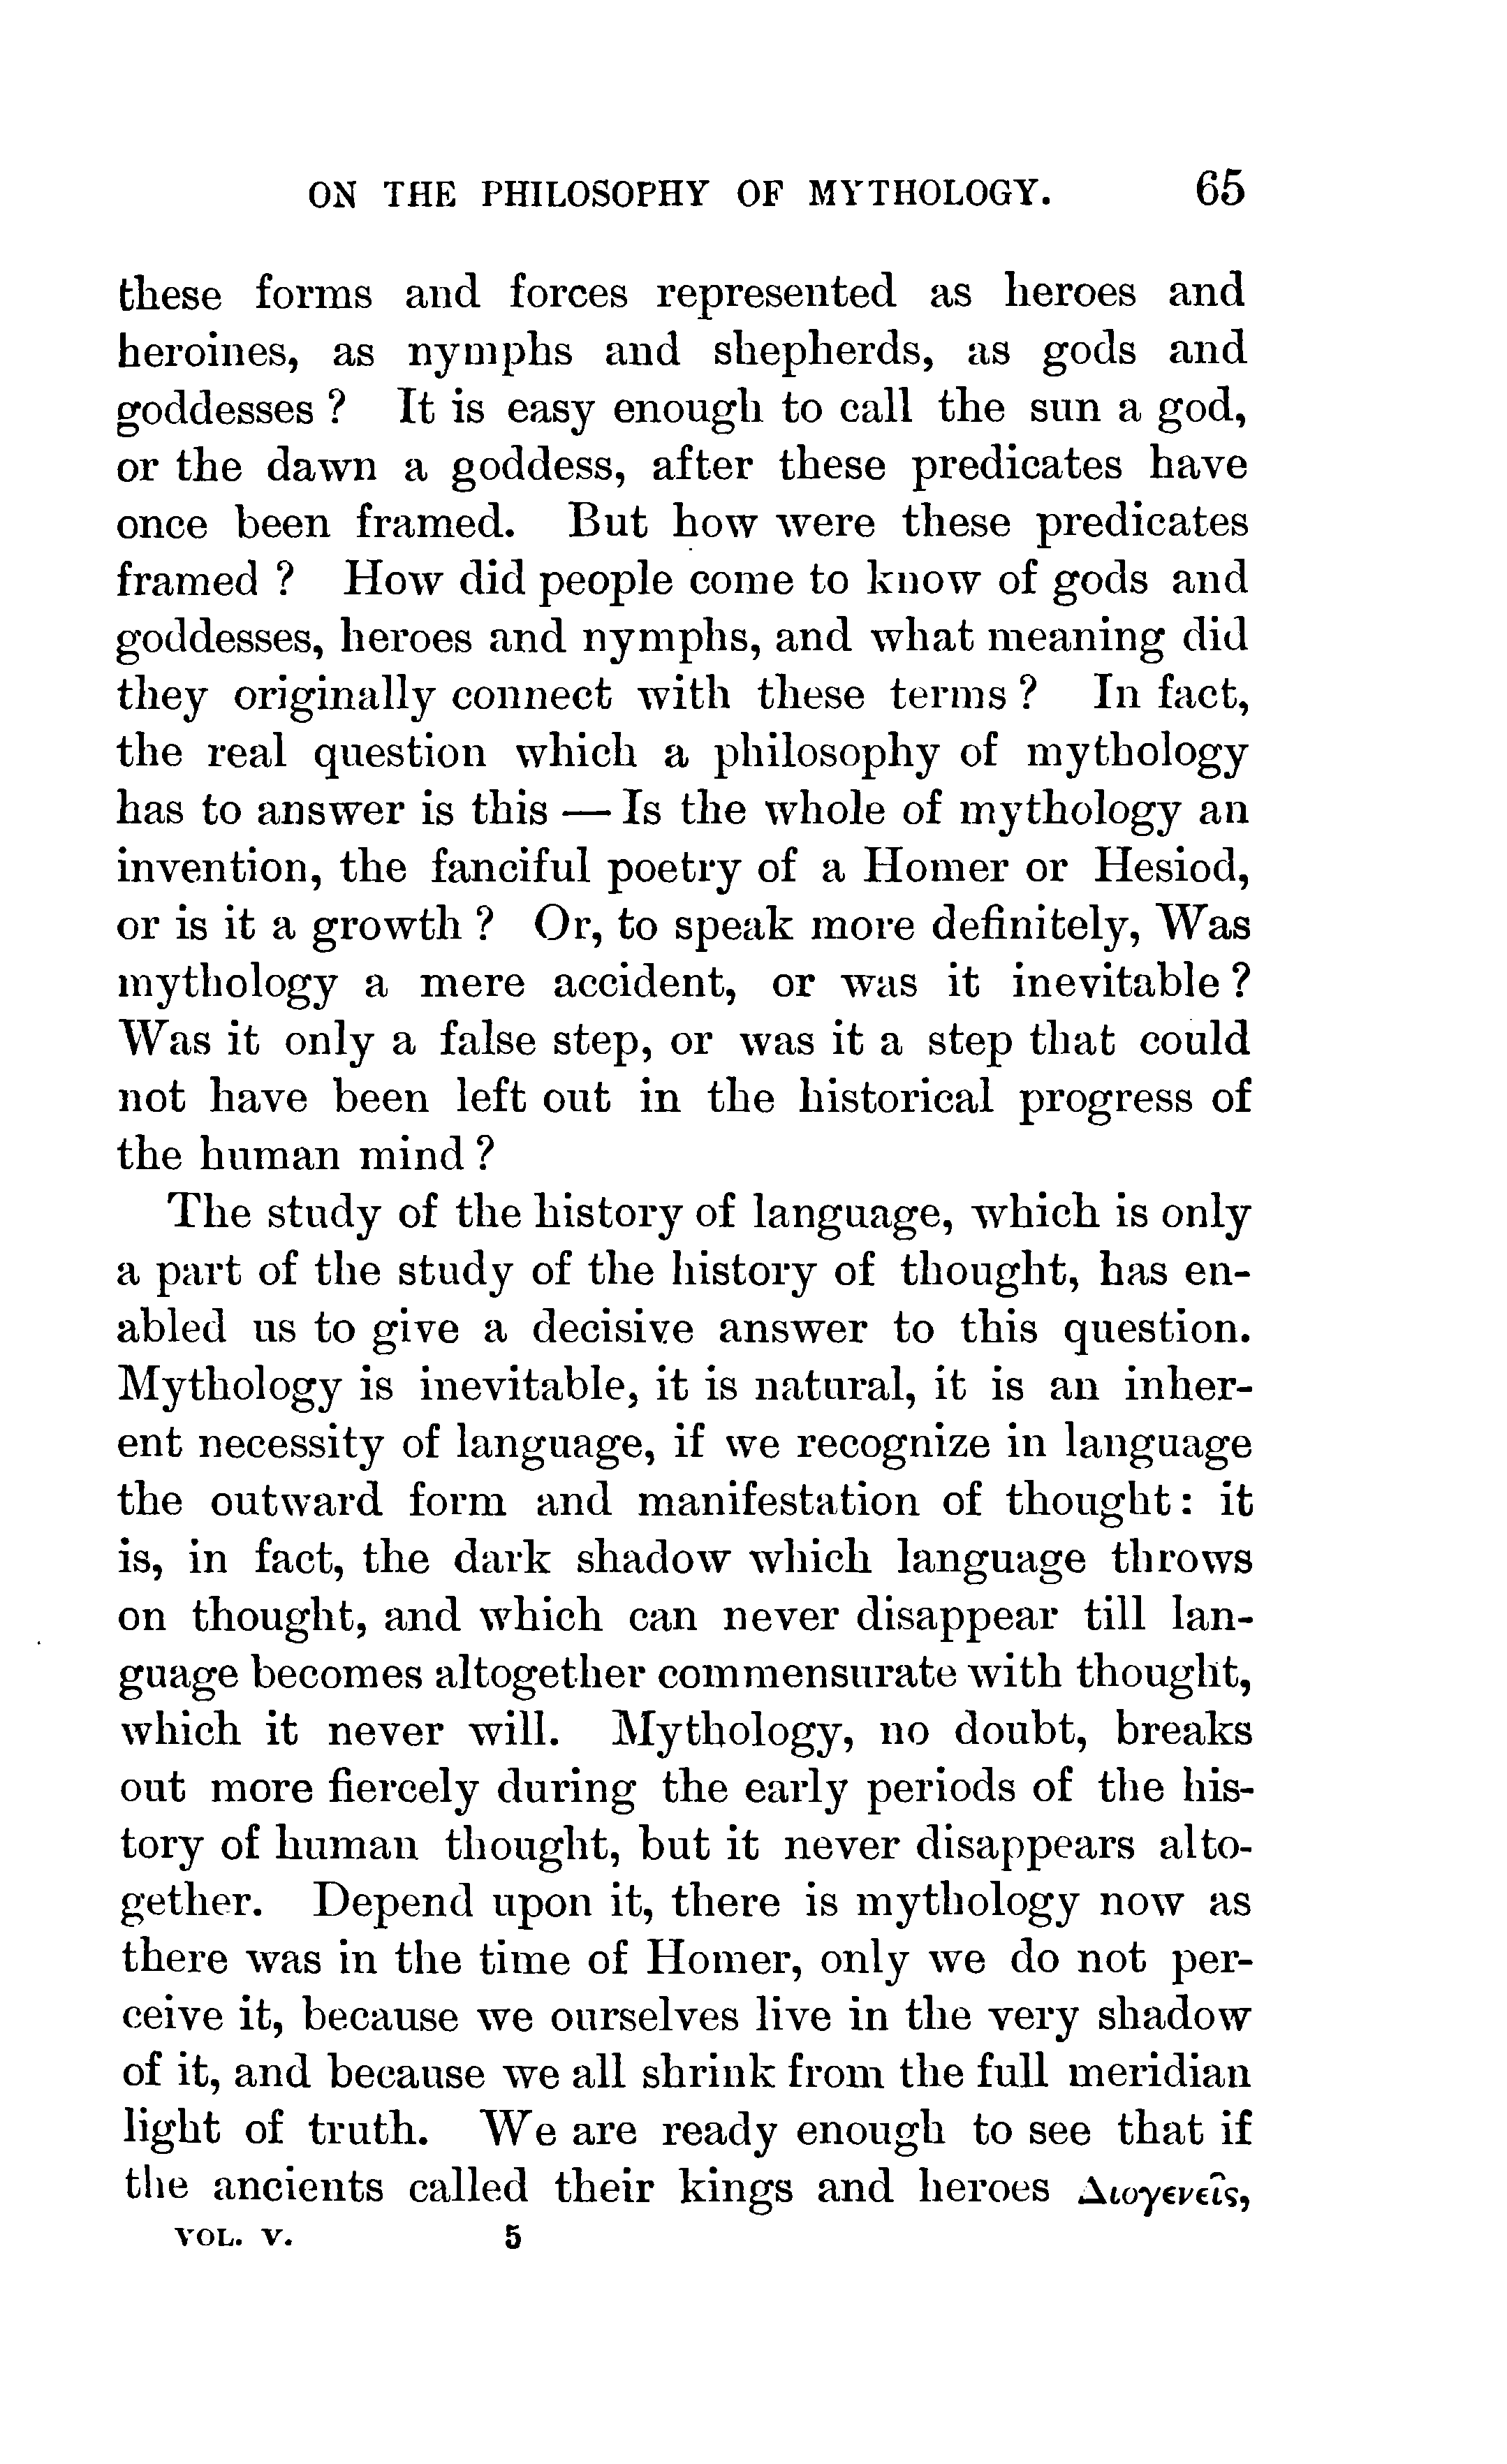 ON THE PHILOSOPHY OF MYTHOLOGY. 65
these forms and forces represented as heroes and
heroines, as nymphs and shepherds, as gods and
goddesses ? It is easy enough to call the sun a god,
or the dawn a goddess, after these predicates have
once been framed. But how were these predicates
framed ? How did people come to know of gods and
goddesses, heroes and nymphs, and what meaning did
they originally connect with these terms ? In fact,
the real question which a philosophy of mythology
has to answer is this — Is the whole of mythology an
invention, the fanciful poetry of a Homer or Hesiod,
or is it a growth ? Or, to speak more definitely, Was
mythology a mere accident, or was it inevitable ?
Was it only a false step, or was it a step that could
not have been left out in the historical progress of
the human mind ?
The study of the history of language, which is only
a part of the study of the history of thought, has en-
abled us to give a decisive answer to this question.
Mythology is inevitable, it is natural, it is an inher-
ent necessity of language, if we recognize in language
the outward form and manifestation of thought: it
is, in fact, the dark shadow which language throws
on thought, and which can never disappear till lan-
guage becomes altogether commensurate with thought,
which it never will. Mythology, no doubt, breaks
out more fiercely during the early periods of the his-
tory of human thought, but it never disappears alto-
gether. Depend upon it, there is mythology now as
there was in the time of Homer, only we do not per-
ceive it, because we ourselves live in the very shadow
of it, and because we all shrink from the full meridian
light of truth. We are ready enough to see that if
the ancients called their kings and heroes Διογενεῖς,
VOL. V. 5